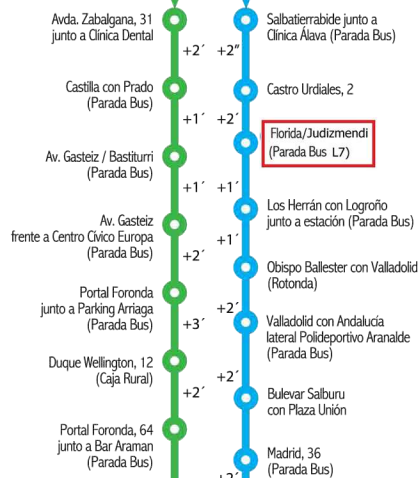 Avda. Zabalgana, 31
junto a Clínica Dental
+2´
Castilla con Prado
(Parada Bus)
+1´
Av. Gasteiz / Bastiturri
(Parada Bus)
+1´
Av. Gasteiz
frente a Centro Cívico Europa
(Parada Bus)
+2´
Portal Foronda
junto a Parking Arriaga
(Parada Bus)
+3´
Duque Wellington, 12
(Caja Rural)
+2´
Portal Foronda, 64
junto a Bar Araman
(Parada Bus)
Salbatierrabide junto a
Clínica Álava (Parada Bus)
+2"
Castro Urdiales, 2
+2´
Florida/Judizmendi
(Parada Bus L7)
+1´
Los Herrán con Logroño
junto a estación (Parada Bus)
+1´
Obispo Ballester con Valladolid
(Rotonda)
+2´
Valladolid con Andalucía
lateral Polideportivo Aranalde
(Parada Bus)
+2´
Bulevar Salburu
con Plaza Unión
Madrid, 36
(Parada Bus)
+2´